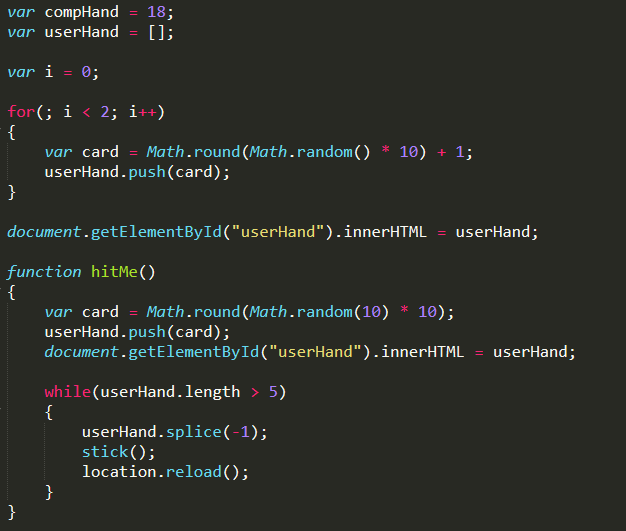 var compHand = 18;
var userHand = [];
var i = 0;
for(; i < 2; i++)
{
var card = Math.round(Math.random() * 10) + 1;
userHand.push(card);
}
document.getElementById("userHand").innerHTML = userHand;
function hitMe()
{
var card = Math.round(Math.random(10) * 10);
userHand.push(card);
document.getElementById("userHand").innerHTML = userHand;
while(userHand.length > 5)
{
userHand.splice(-1);
stick();
location.reload();
}
}